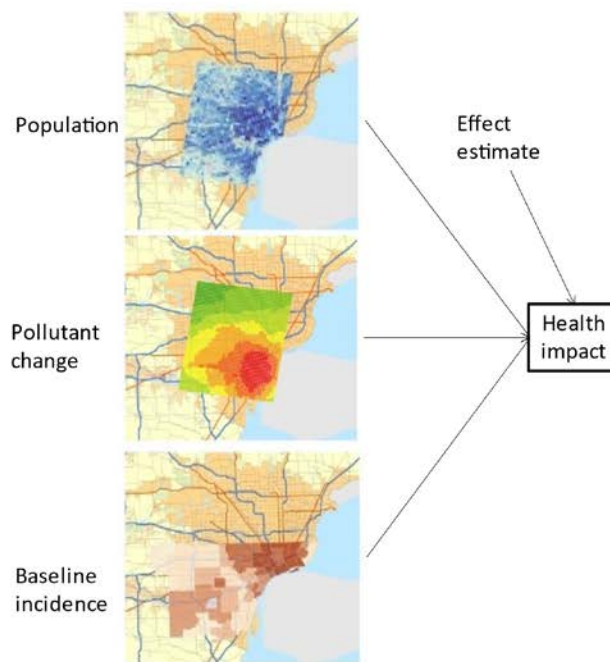 Population
Effect
estimate
Pollutant
change
Health
impact
Baseline
incidence